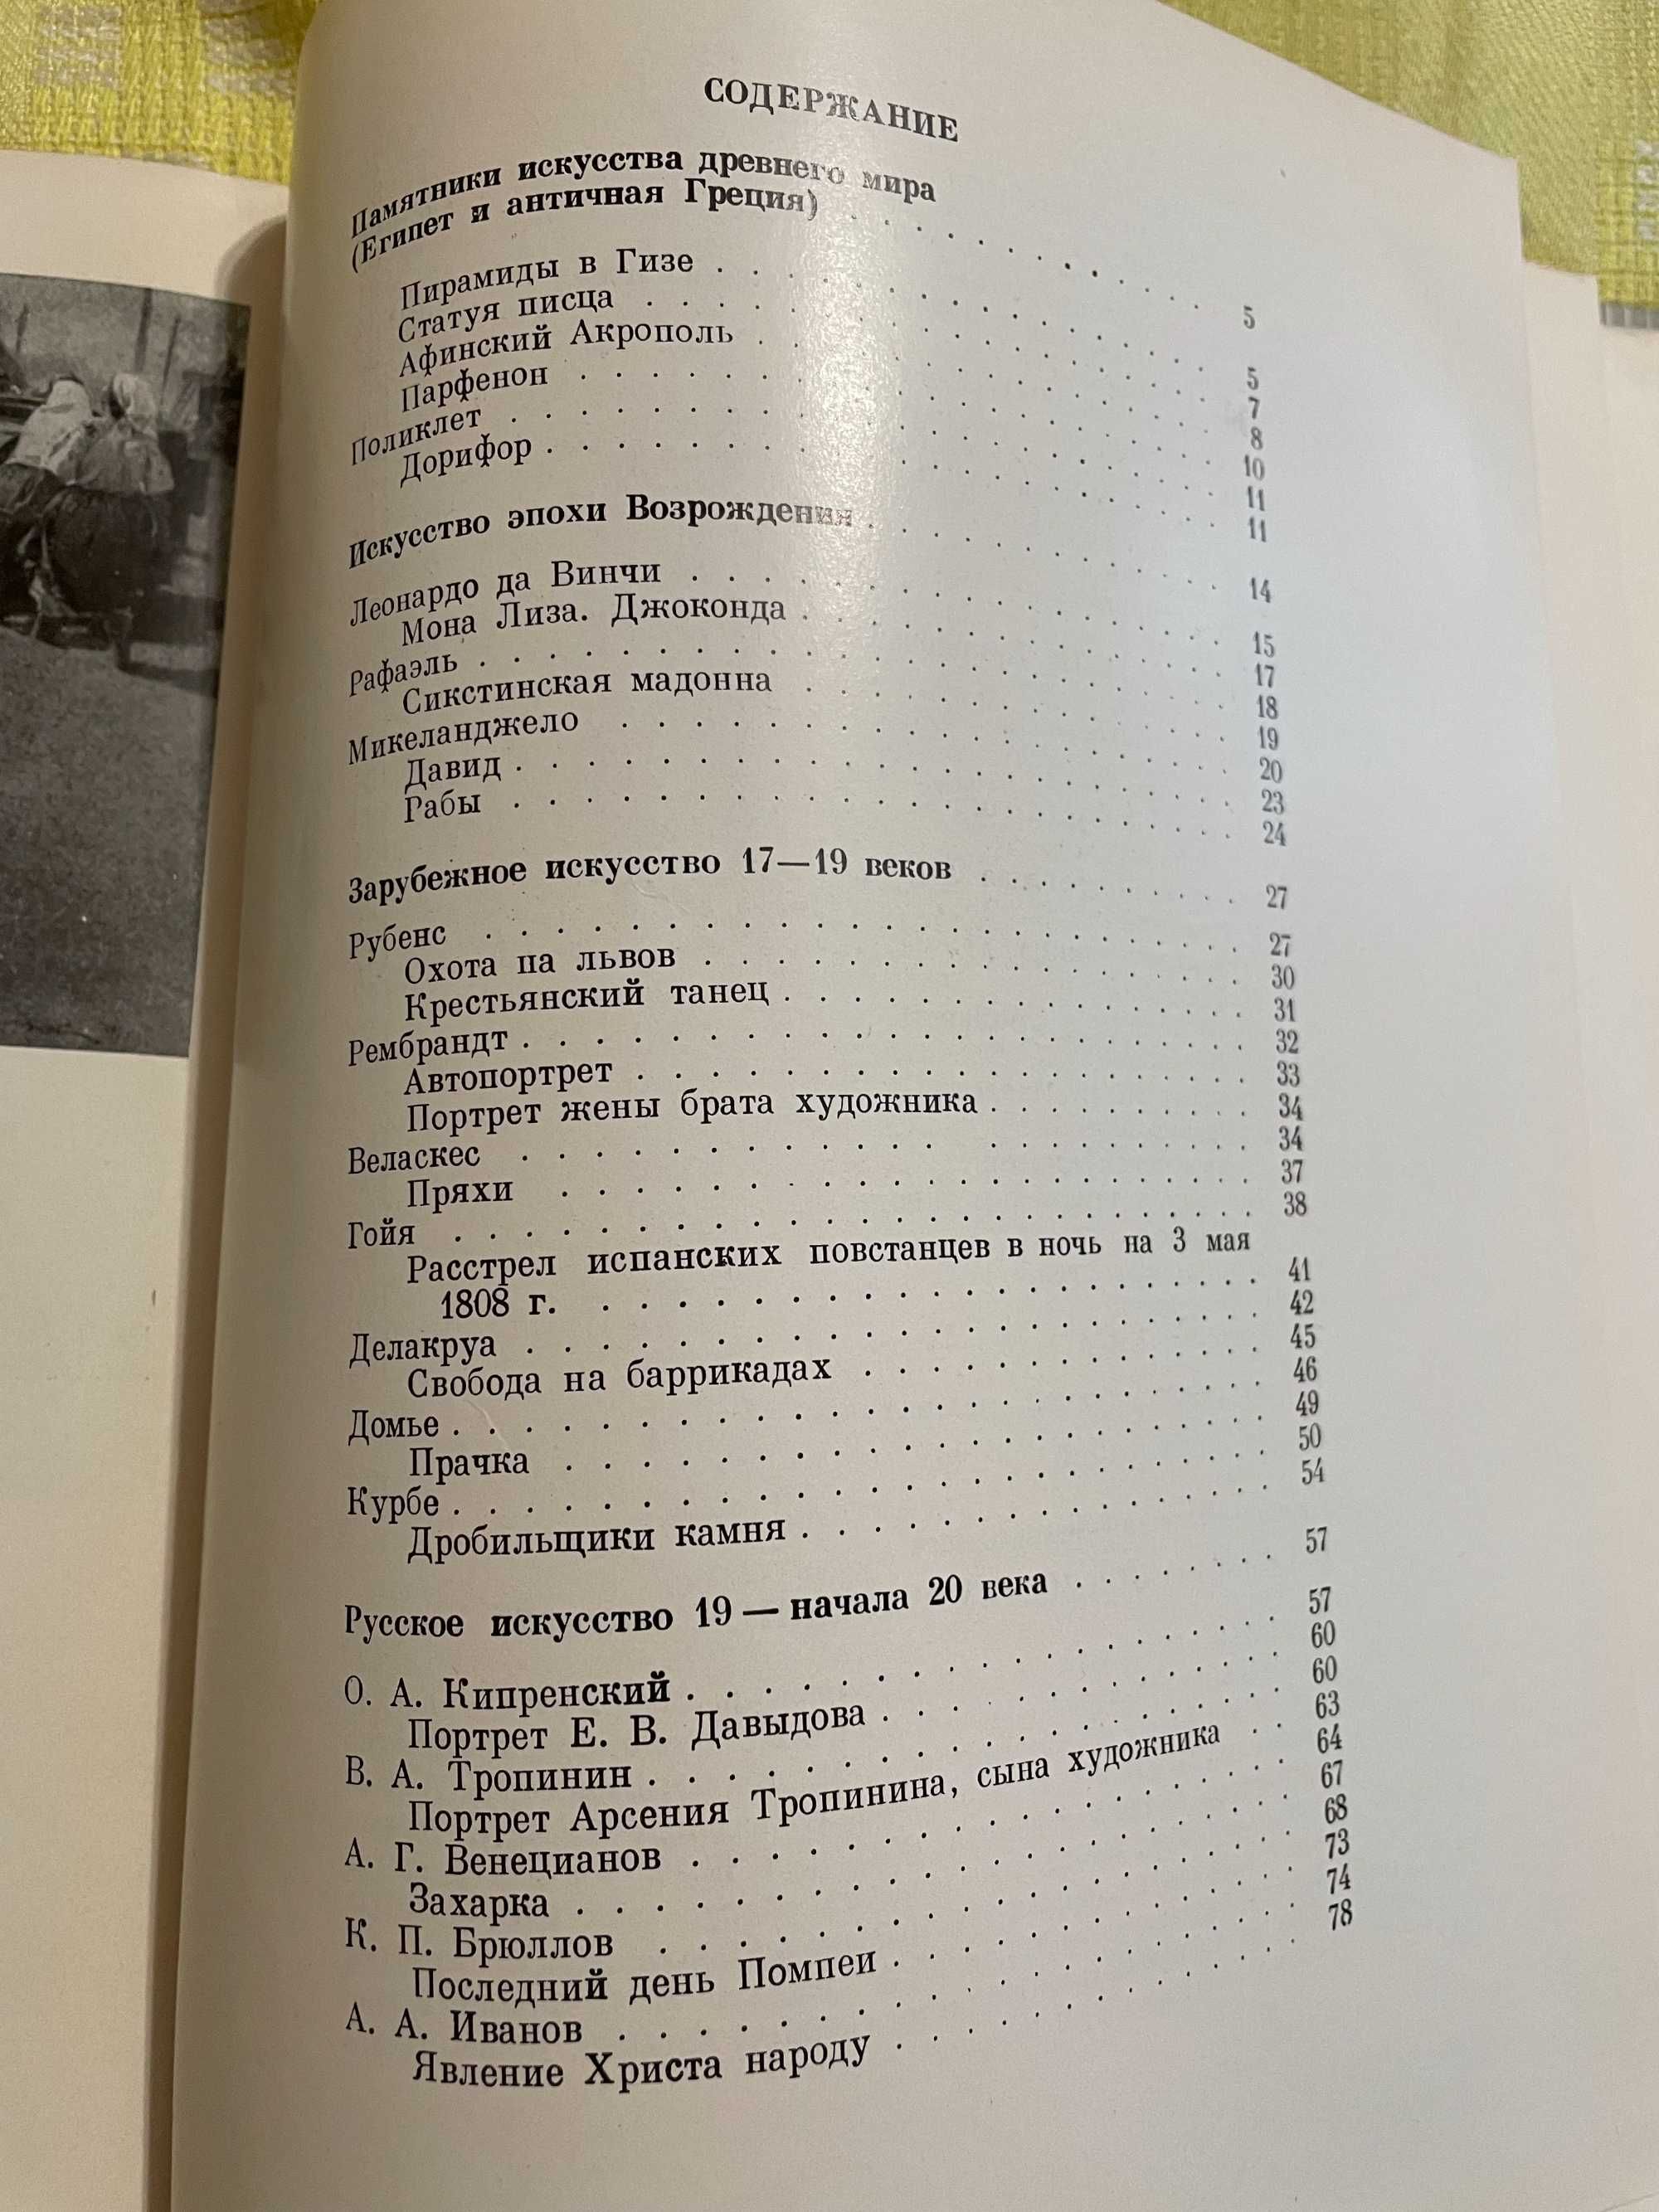 СОДЕРЖАНИЕ
Памятники искусства древнего мира
(Египет и античная Греция) . . . . . . . . . . 5
Пирамиды в Гизе . . . . . . . . . . 5
Статуя писца . . . . . . . . . . 7
Афинский Акрополь . . . . . . . . . . 8
Парфенон . . . . . . . . . . 10
Поликлет . . . . . . . . . . 11
Дорифор . . . . . . . . . . 11
Искусство эпохи Возрождения . . . . . . . . . . 14
Леонардо да Винчи . . . . . . . . . . 15
Мона Лиза. Джоконда . . . . . . . . . . 17
Рафаэль . . . . . . . . . . 18
Сикстинская мадонна . . . . . . . . . . 19
Микеланджело . . . . . . . . . . 20
Давид . . . . . . . . . . 23
Рабы . . . . . . . . . . 24
Зарубежное искусство 17—19 веков . . . . . . . . 27
Рубенс . . . . . . . . . . 27
Охота на львов . . . . . . . . . . 30
Крестьянский танец . . . . . . . . . . 31
Рембрандт . . . . . . . . . . 32
Автопортрет . . . . . . . . . . 33
Портрет жены брата художника . . . . . . . . 34
Веласкес . . . . . . . . . . 34
Пряхи . . . . . . . . . . 37
Гойя . . . . . . . . . . 38
Расстрел испанских повстанцев в ночь на 3 мая
1808 г. . . . . . . . . . . 41
Делакруа . . . . . . . . . . 42
Свобода на баррикадах . . . . . . . . . . 45
Домье . . . . . . . . . . 46
Прачка . . . . . . . . . . 49
Курбе . . . . . . . . . . 50
Дробильщики камня . . . . . . . . . . 54
Русское искусство 19 — начала 20 века . . . . . . 57
О. А. Кипренский . . . . . . . . . . 57
Портрет Е. В. Давыдова . . . . . . . . . . 60
В. А. Тропинин . . . . . . . . . . 60
Портрет Арсения Тропинина, сына художника . . 63
А. Г. Венецианов . . . . . . . . . . 64
Захарка . . . . . . . . . . 67
К. П. Брюллов . . . . . . . . . . 68
Последний день Помпеи . . . . . . . . . . 73
А. А. Иванов . . . . . . . . . . 74
Явление Христа народу . . . . . . . . . . 78